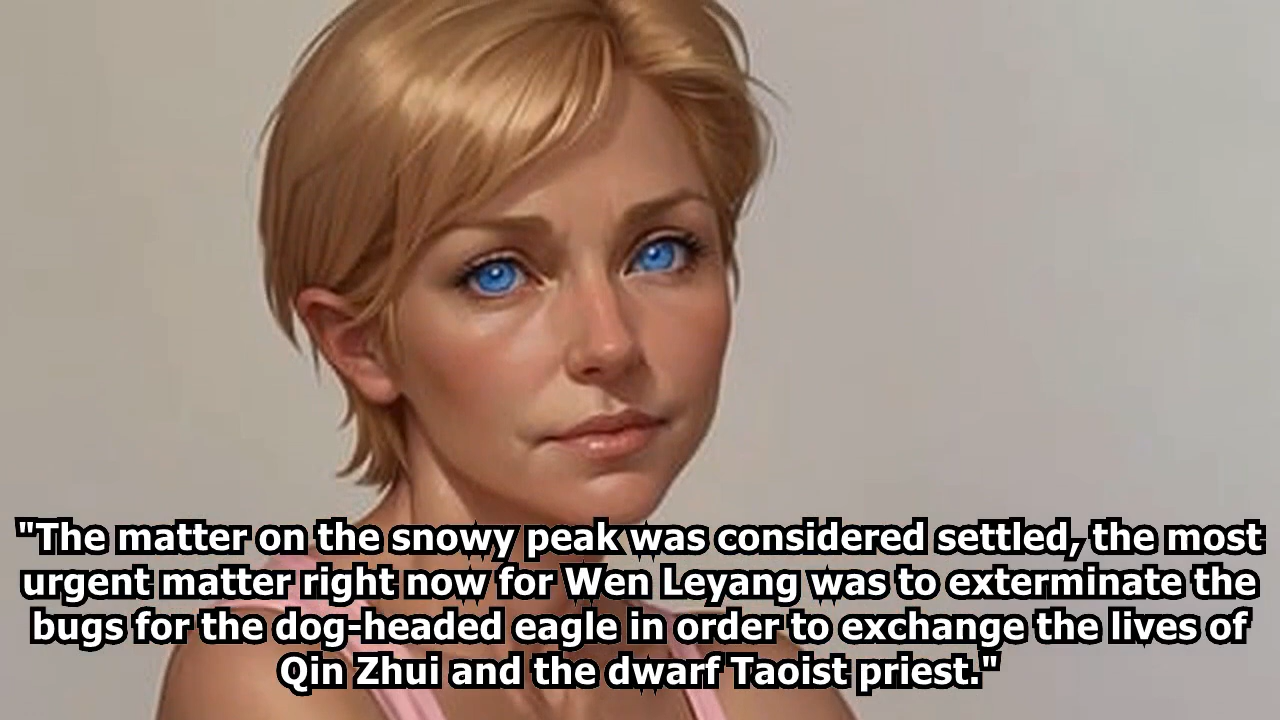 "The matter on the snowy peak was considered settled, the most
urgent matter right now for Wen Leyang was to exterminate the
bugs for the dog-headed eagle in order to exchange the lives of
Qin Zhui and the dwarf Taoist priest."